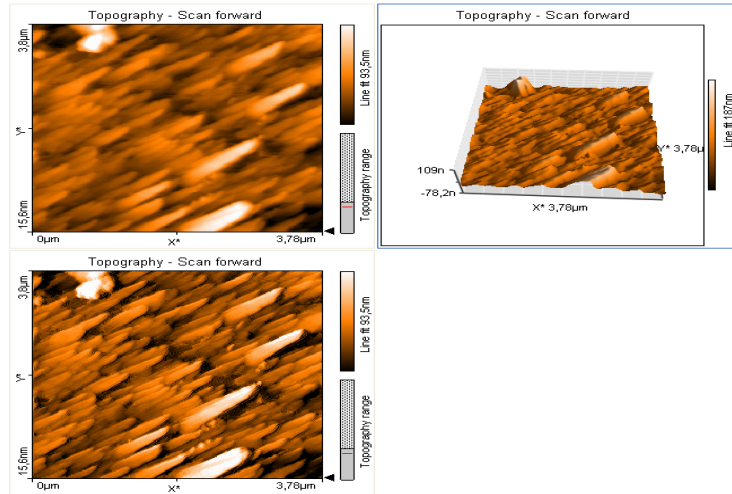 Topography - Scan forward
3,8µm
Y*
15,6nm
0µm
X*
3,78µm
Line fit 93,5nm
Topography range
Topography - Scan forward
109n
-78,2n
X* 3,78µm
Y* 3,78µ
Line fit 187nm
Topography - Scan forward
3,8µm
Y*
15,6nm
0µm
X*
3,78µm
Line fit 93,5nm
Topography range